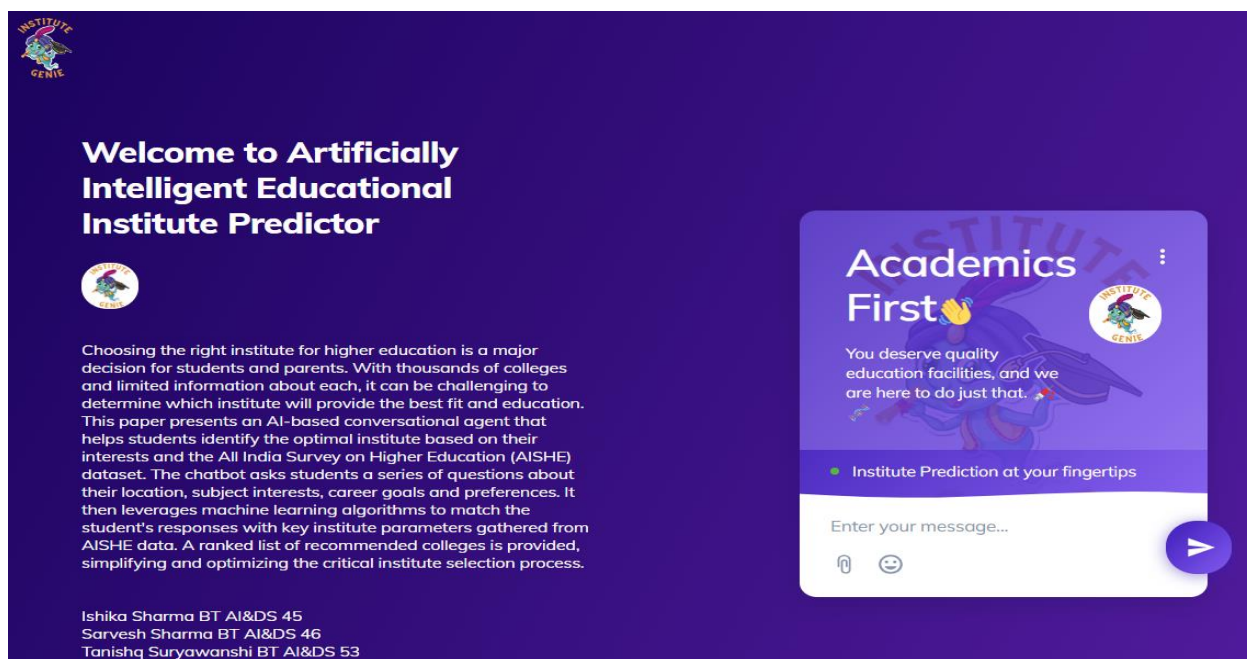 INSTITUTE
GENIE
Welcome to Artificially
Intelligent Educational
Institute Predictor
INSTITUTE
GENIE
Choosing the right institute for higher education is a major
decision for students and parents. With thousands of colleges
and limited information about each, it can be challenging to
determine which institute will provide the best fit and education.
This paper presents an AI-based conversational agent that
helps students identify the optimal institute based on their
interests and the All India Survey on Higher Education (AISHE)
dataset. The chatbot asks students a series of questions about
their location, subject interests, career goals and preferences. It
then leverages machine learning algorithms to match the
student's responses with key institute parameters gathered from
AISHE data. A ranked list of recommended colleges is provided,
simplifying and optimizing the critical institute selection process.
Ishika Sharma BT AI&DS 45
Sarvesh Sharma BT AI&DS 46
Tanishq Suryawanshi BT AI&DS 53
INSTITUTE
Academics
First👋
INSTITUTE
GENIE
You deserve quality
education facilities, and we
are here to do just that.
Institute Prediction at your fingertips
Enter your message...